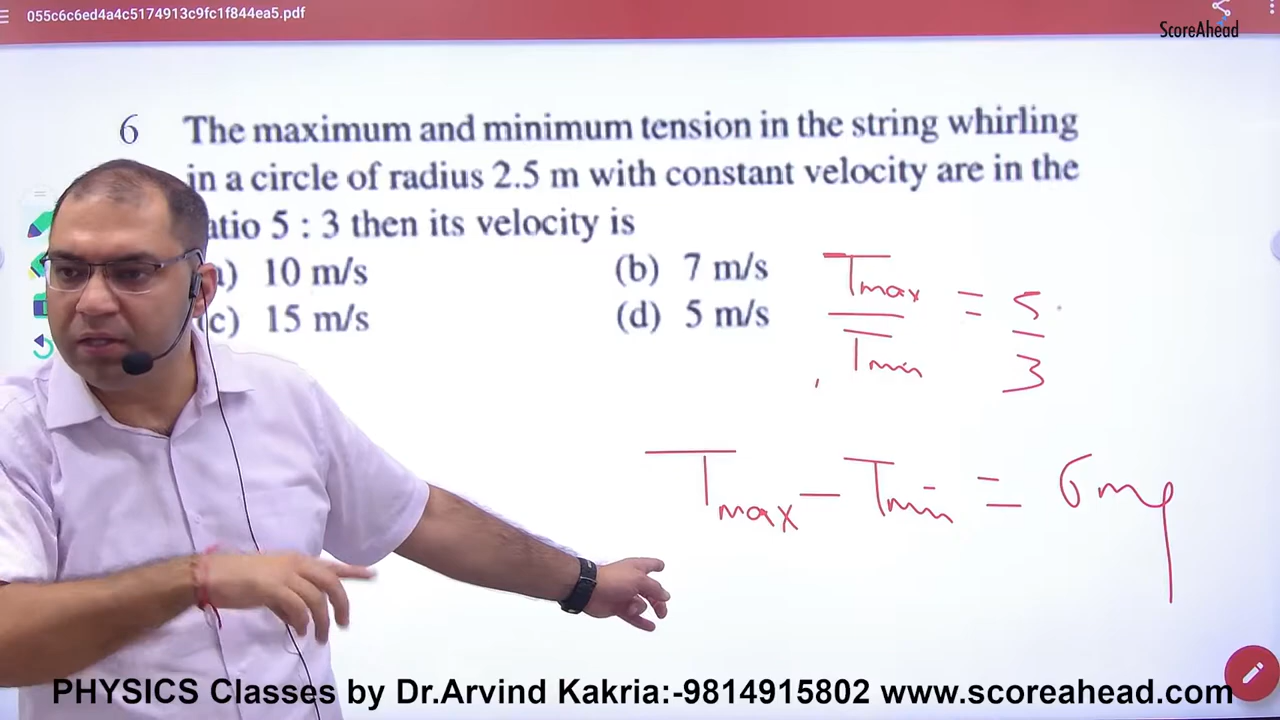 055c6c6ed4a4c5174913c9fc1f844ea5.pdf
ScoreAhead
6 The maximum and minimum tension in the string whirling
in a circle of radius 2.5 m with constant velocity are in the
atio 5 : 3 then its velocity is
) 10 m/s (b) 7 m/s
(c) 15 m/s (d) 5 m/s
Tmax / Tmin = 5 / 3
Tmax – Tmin = 6mg
PHYSICS Classes by Dr.Arvind Kakria:-9814915802 www.scoreahead.com